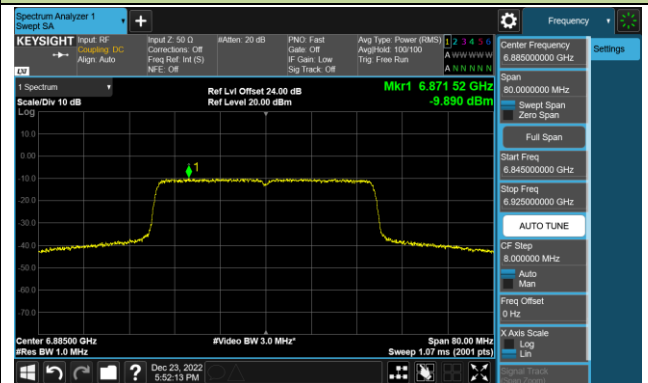 Spectrum Analyzer 1
Swept SA
+
Frequency
KEYSIGHT
Input: RF
Coupling: DC
Align: Auto
Input Z: 50 Ω
Corrections: Off
Freq Ref: Int (S)
NFE: Off
#Atten: 20 dB
PNO: Fast
Gate: Off
IF Gain: Low
Sig Track: Off
Avg Type: Power (RMS)
Avg|Hold: 100/100
Trig: Free Run
1 2 3 4 5 6
A W W W W W
A N N N N N
LXI
1 Spectrum
Scale/Div 10 dB
Ref Lvl Offset 24.00 dB
Ref Level 20.00 dBm
Mkr1 6.871 52 GHz
-9.890 dBm
Log
10.0
0.00
-10.0
-20.0
-30.0
-40.0
-50.0
-60.0
-70.0
1
Center 6.88500 GHz
#Res BW 1.0 MHz
#Video BW 3.0 MHz*
Span 80.00 MHz
Sweep 1.07 ms (2001 pts)
Center Frequency
6.885000000 GHz
Settings
Span
80.0000000 MHz
Swept Span
Zero Span
Full Span
Start Freq
6.845000000 GHz
Stop Freq
6.925000000 GHz
AUTO TUNE
CF Step
8.000000 MHz
Auto
Man
Freq Offset
0 Hz
X Axis Scale
Log
Lin
Signal Track
(Span Zoom)
?
Dec 23, 2022
5:52:13 PM